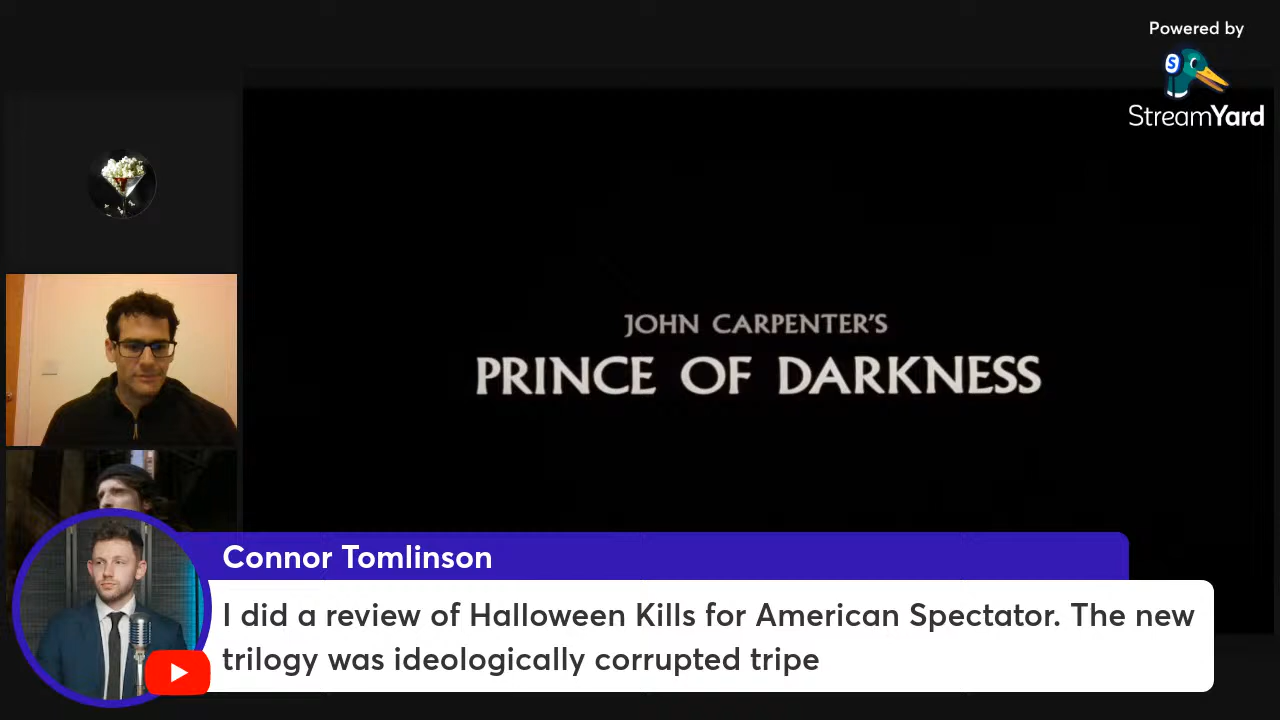 Powered by
StreamYard
JOHN CARPENTER'S
PRINCE OF DARKNESS
Connor Tomlinson
I did a review of Halloween Kills for American Spectator. The new
trilogy was ideologically corrupted tripe